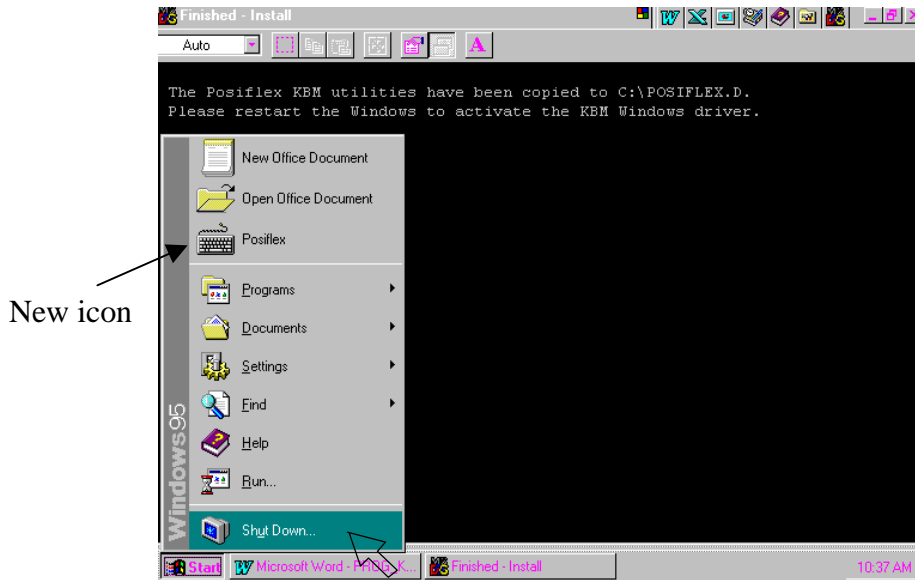 Finished - Install
Auto
A
The Posiflex KBM utilities have been copied to C:\POSIFLEX.D.
Please restart the Windows to activate the KBM Windows driver.
New Office Document
Open Office Document
Posiflex
New icon
Programs
Documents
Settings
Find
Help
Run...
Shut Down...
Windows95
Start
Microsoft Word - PROG_K...
Finished - Install
10:37 AM